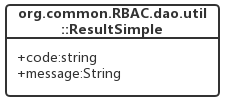 org.common.RBAC.dao.util
::ResultSimple
+code:string
+message:String